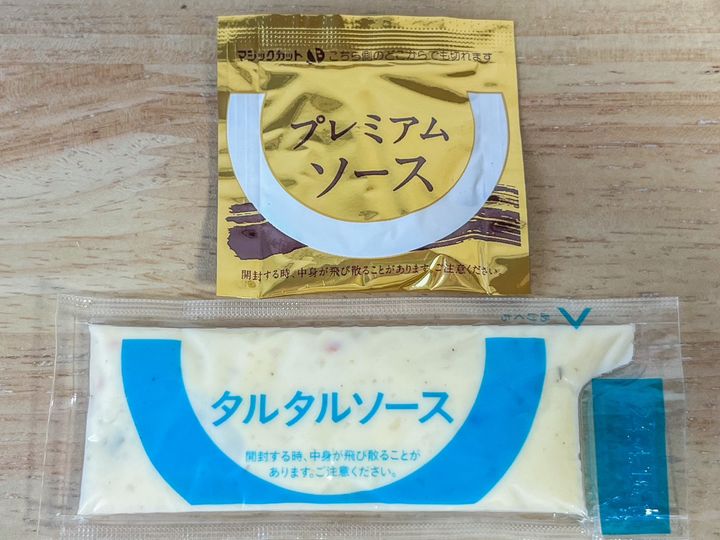 マジックカット こちら側のどこからでも切れます
プレミアム
ソース
開封する時、中身が飛び散ることがあります。ご注意ください。
あけくち
タルタルソース
開封する時、中身が飛び散ることが
あります。ご注意ください。